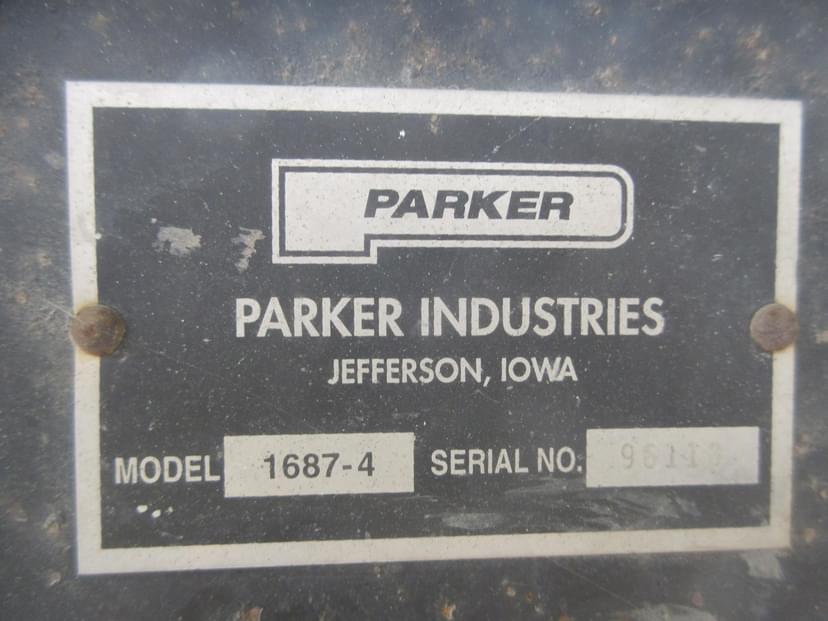 PARKER
PARKER INDUSTRIES
JEFFERSON, IOWA
MODEL 1687-4 SERIAL NO.